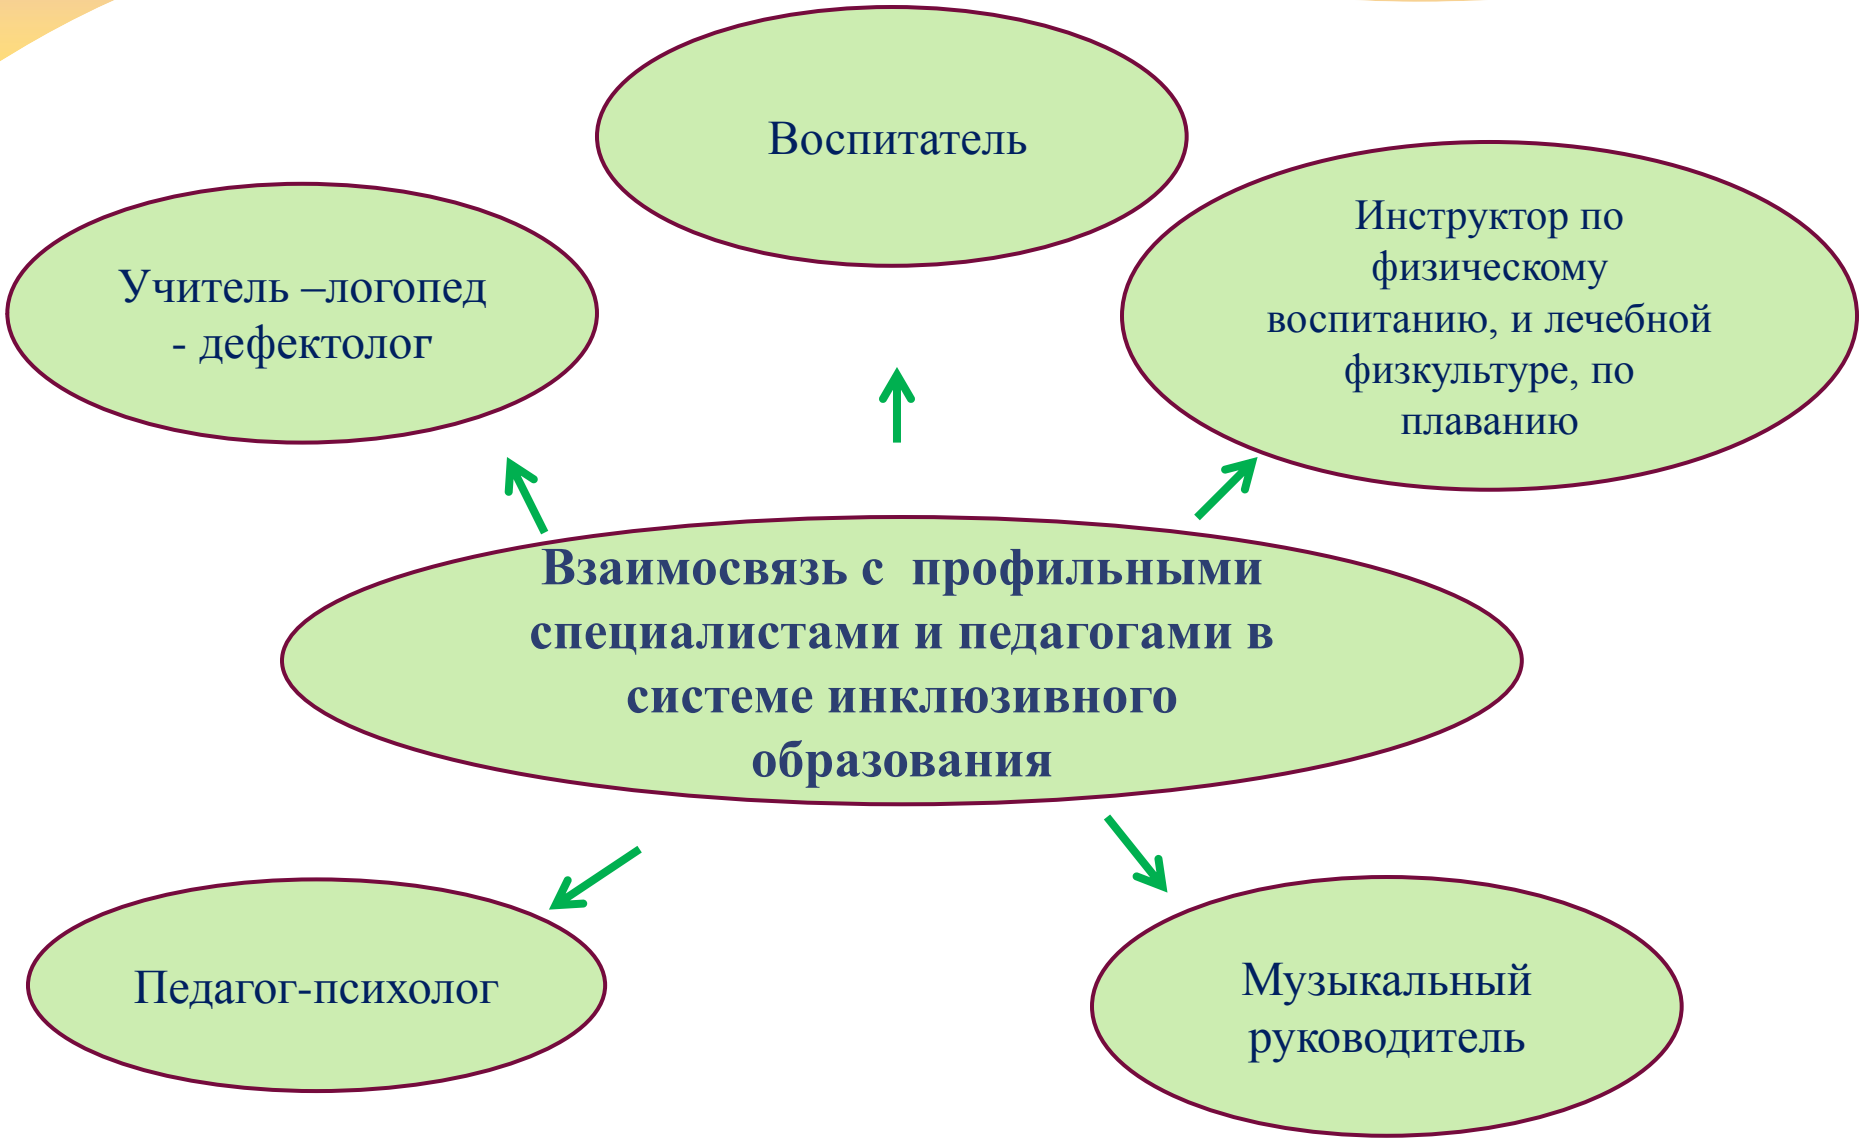 Воспитатель
Учитель –логопед
- дефектолог
Инструктор по
физическому
воспитанию, и лечебной
физкультуре, по
плаванию
Взаимосвязь с  профильными
специалистами и педагогами в
системе инклюзивного
образования
Педагог-психолог
Музыкальный
руководитель